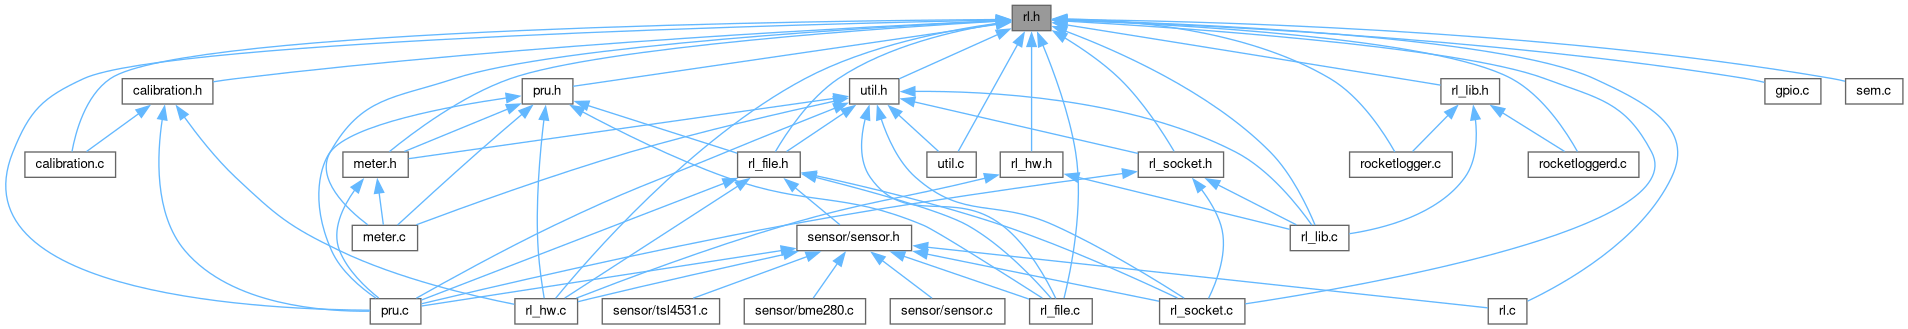 rl.h
calibration.h
pru.h
util.h
rl_lib.h
gpio.c
sem.c
calibration.c
meter.h
rl_file.h
util.c
rl_hw.h
rl_socket.h
rocketlogger.c
rocketloggerd.c
meter.c
sensor/sensor.h
rl_lib.c
pru.c
rl_hw.c
sensor/tsl4531.c
sensor/bme280.c
sensor/sensor.c
rl_file.c
rl_socket.c
rl.c